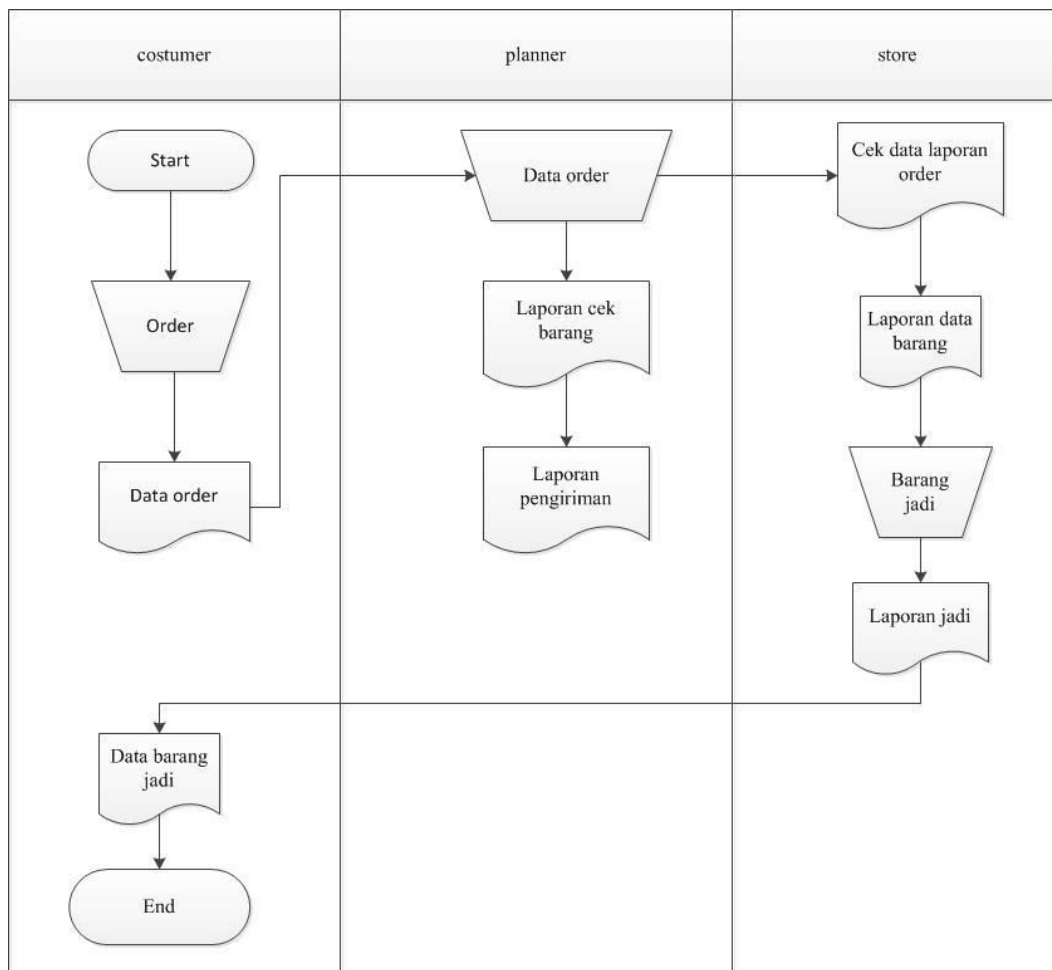 costumer
planner
store
Start
Order
Data order
Data order
Laporan cek
barang
Laporan
pengiriman
Cek data laporan
order
Laporan data
barang
Barang
jadi
Laporan jadi
Data barang
jadi
End